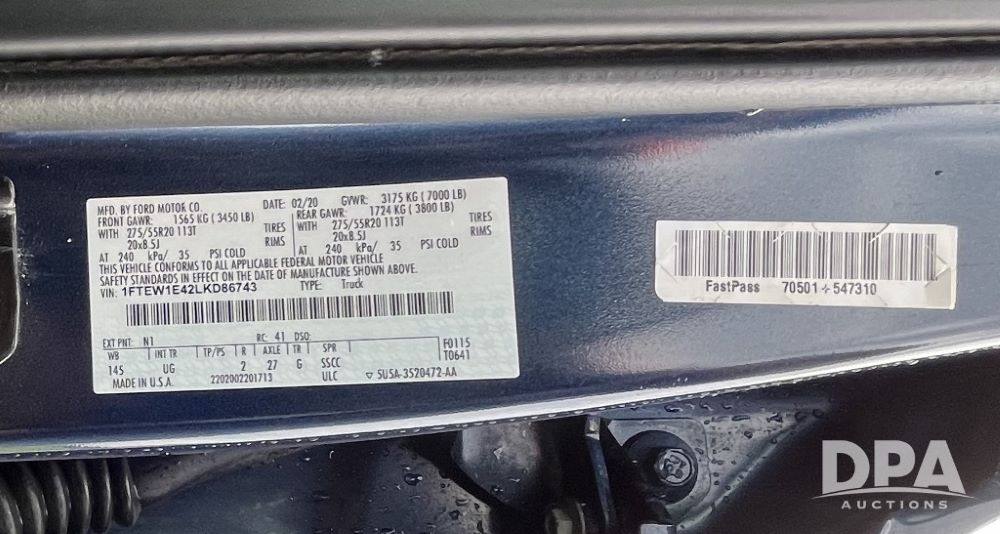 MFD. BY FORD MOTOR CO. DATE: 02/20 GVWR: 3175 KG ( 7000 LB)
FRONT GAWR: 1565 KG ( 3450 LB) REAR GAWR: 1724 KG ( 3800 LB)
WITH 275/55R20 113T TIRES WITH 275/55R20 113T TIRES
20x8.5J RIMS 20x8.5J RIMS
AT 240 kPa/ 35 PSI COLD AT 240 kPa/ 35 PSI COLD
THIS VEHICLE CONFORMS TO ALL APPLICABLE FEDERAL MOTOR VEHICLE
SAFETY STANDARDS IN EFFECT ON THE DATE OF MANUFACTURE SHOWN ABOVE.
VIN: 1FTEW1E42LKD86743 TYPE: Truck
EXT PNT: N1 RC: 41 DSO: F0115
WB INT TR TP/PS R AXLE TR SPR T0641
145 UG 2 27 G SSCC
MADE IN U.S.A. 2202002201713 ULC ▽ 5U5A-3520472-AA
FastPass 70501 + 547310
DPA
AUCTIONS